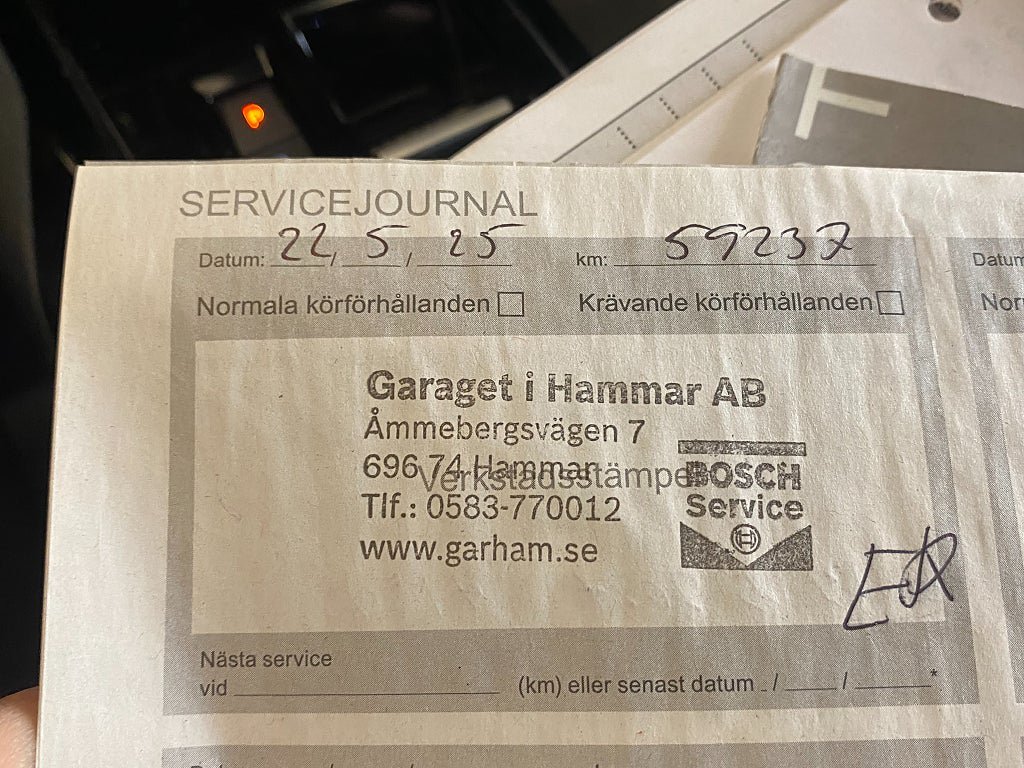 SERVICEJOURNAL
Datum: 22 / 5 / 25 km: 59237
Normala körförhållanden Krävande körförhållanden
Garaget i Hammar AB
Åmmebergsvägen 7
696 74 Hammar
Verkstadsstämpel
Tlf.: 0583-770012
www.garham.se
BOSCH
Service
Nästa service
vid (km) eller senast datum / / *
Datum
Nor
T